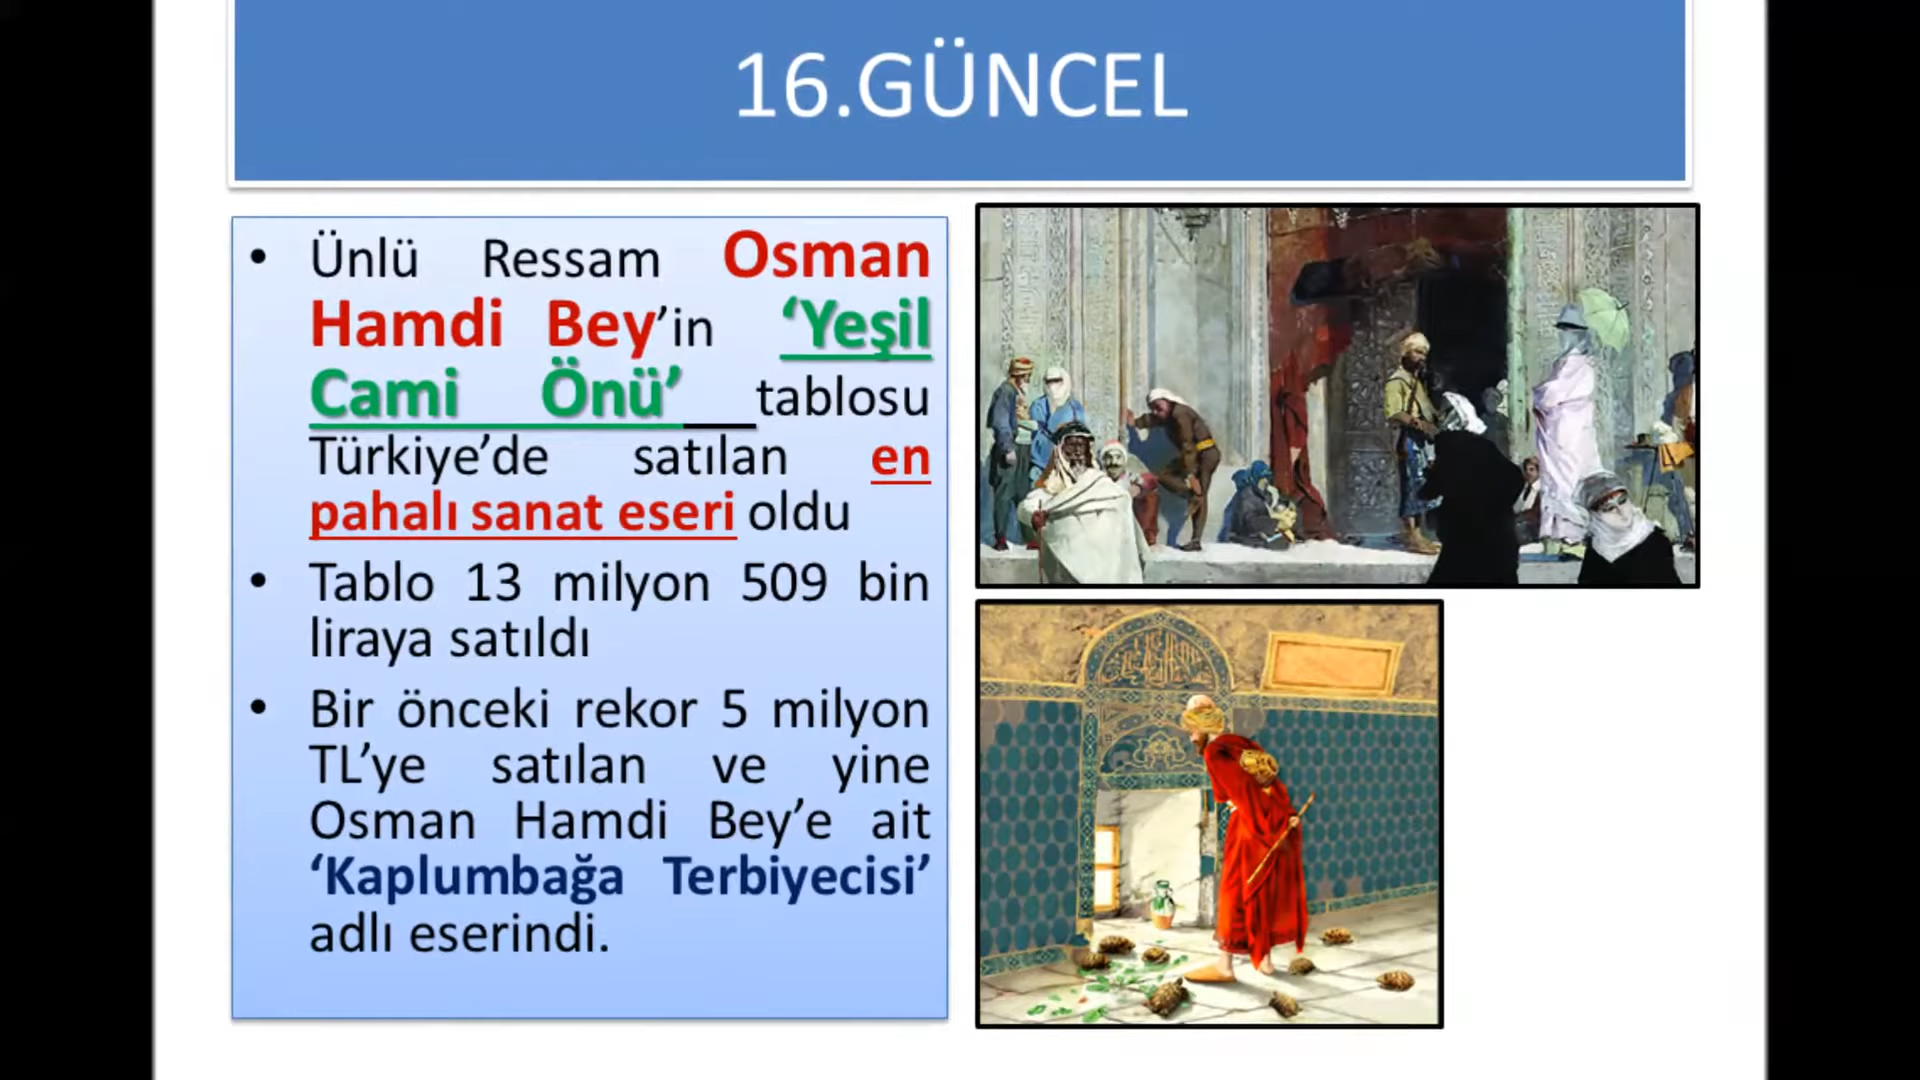 16.GÜNCEL
• Ünlü Ressam Osman
Hamdi Bey’in ‘Yeşil
Cami Önü’ tablosu
Türkiye’de satılan en
pahalı sanat eseri oldu
• Tablo 13 milyon 509 bin
liraya satıldı
• Bir önceki rekor 5 milyon
TL’ye satılan ve yine
Osman Hamdi Bey’e ait
‘Kaplumbağa Terbiyecisi’
adlı eserindi.